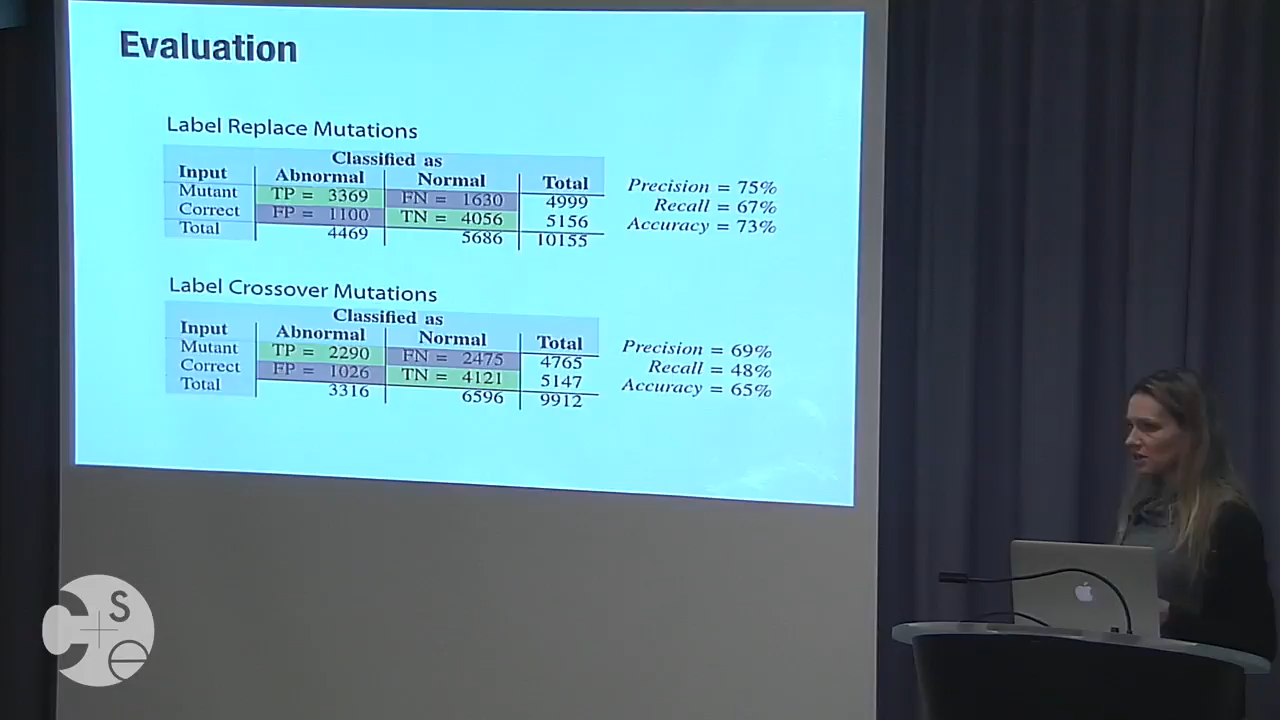 Evaluation
Label Replace Mutations
Classified as
Input Abnormal Normal Total
Mutant TP = 3369 FN = 1630 4999
Correct FP = 1100 TN = 4056 5156
Total 4469 5686 10155
Precision = 75%
Recall = 67%
Accuracy = 73%
Label Crossover Mutations
Classified as
Input Abnormal Normal Total
Mutant TP = 2290 FN = 2475 4765
Correct FP = 1026 TN = 4121 5147
Total 3316 6596 9912
Precision = 69%
Recall = 48%
Accuracy = 65%
C+se